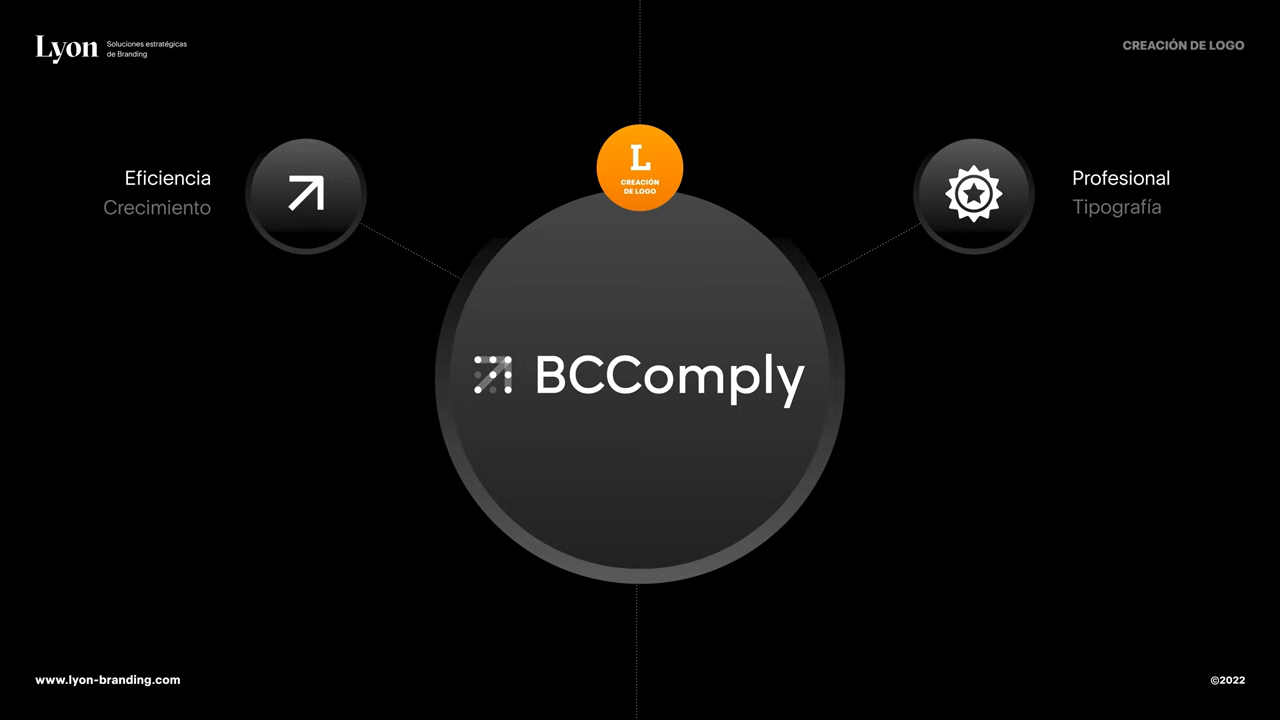 Lyon
Soluciones estratégicas
de Branding
CREACIÓN DE LOGO
L
CREACIÓN
DE LOGO
Eficiencia
Crecimiento
Profesional
Tipografía
BCComply
www.lyon-branding.com
©2022